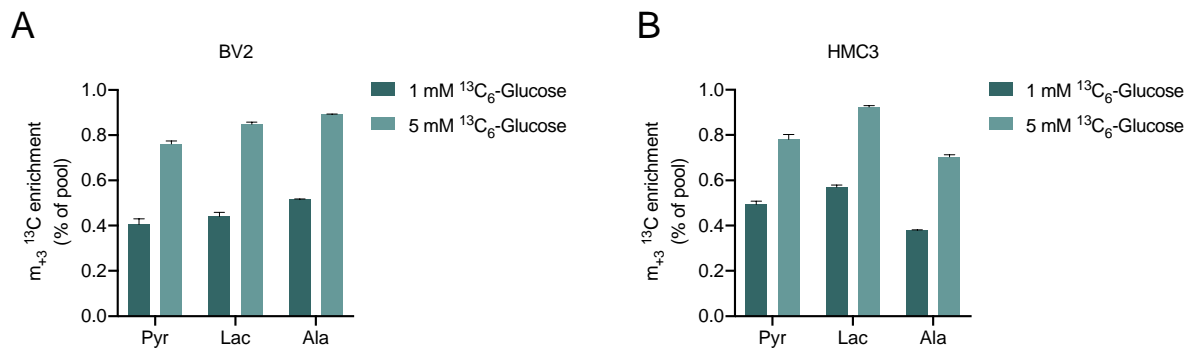 A
BV2
1 mM ¹³C₆-Glucose
5 mM ¹³C₆-Glucose
m₊₃ ¹³C enrichment
(% of pool)
1.0
0.8
0.6
0.4
0.2
0.0
Pyr Lac Ala
B
HMC3
1 mM ¹³C₆-Glucose
5 mM ¹³C₆-Glucose
m₊₃ ¹³C enrichment
(% of pool)
1.0
0.8
0.6
0.4
0.2
0.0
Pyr Lac Ala